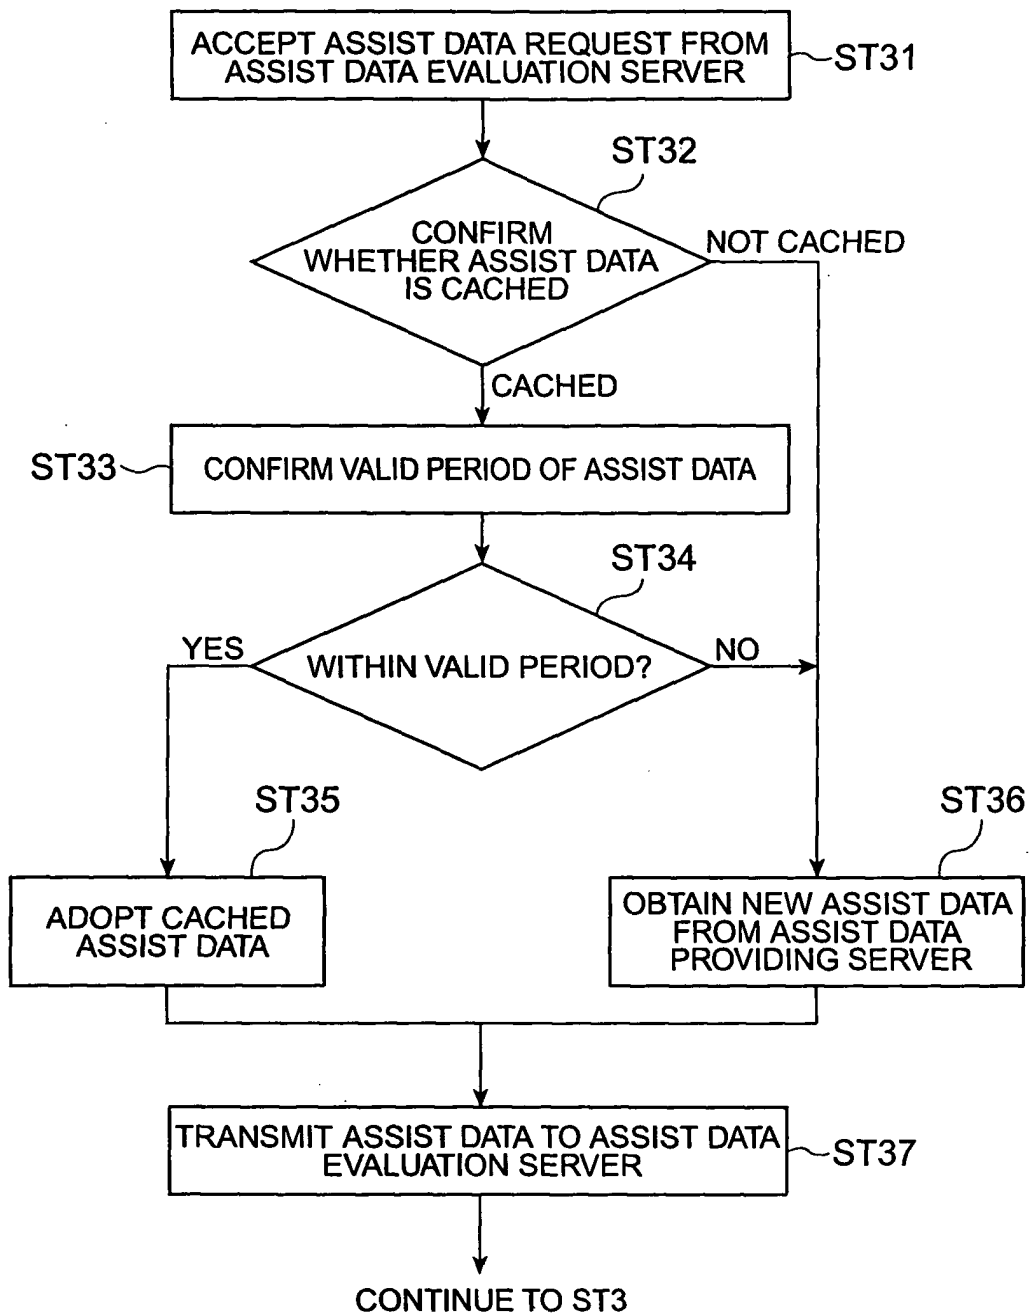 ACCEPT ASSIST DATA REQUEST FROM
ASSIST DATA EVALUATION SERVER
ST31
ST32
CONFIRM
WHETHER ASSIST DATA
IS CACHED
NOT CACHED
CACHED
ST33
CONFIRM VALID PERIOD OF ASSIST DATA
ST34
YES
WITHIN VALID PERIOD?
NO
ST35
ST36
ADOPT CACHED
ASSIST DATA
OBTAIN NEW ASSIST DATA
FROM ASSIST DATA
PROVIDING SERVER
TRANSMIT ASSIST DATA TO ASSIST DATA
EVALUATION SERVER
ST37
CONTINUE TO ST3